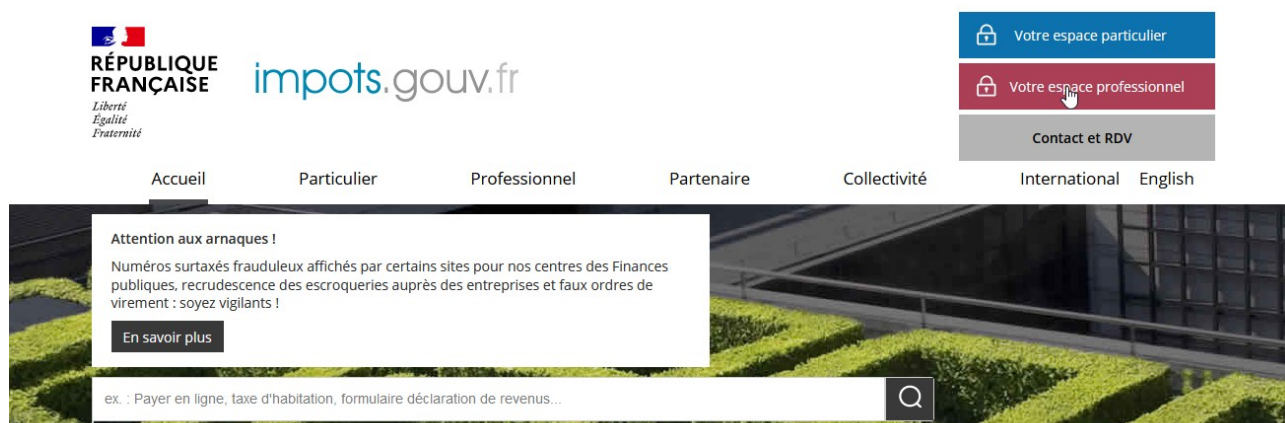 RÉPUBLIQUE
FRANÇAISE
Liberté
Égalité
Fraternité
impots.gouv.fr
Votre espace particulier
Votre espace professionnel
Contact et RDV
Accueil Particulier Professionnel Partenaire Collectivité International English
Attention aux arnaques !
Numéros surtaxés frauduleux affichés par certains sites pour nos centres des Finances
publiques, recrudescence des escroqueries auprès des entreprises et faux ordres de
virement : soyez vigilants !
En savoir plus
ex. : Payer en ligne, taxe d'habitation, formulaire déclaration de revenus...